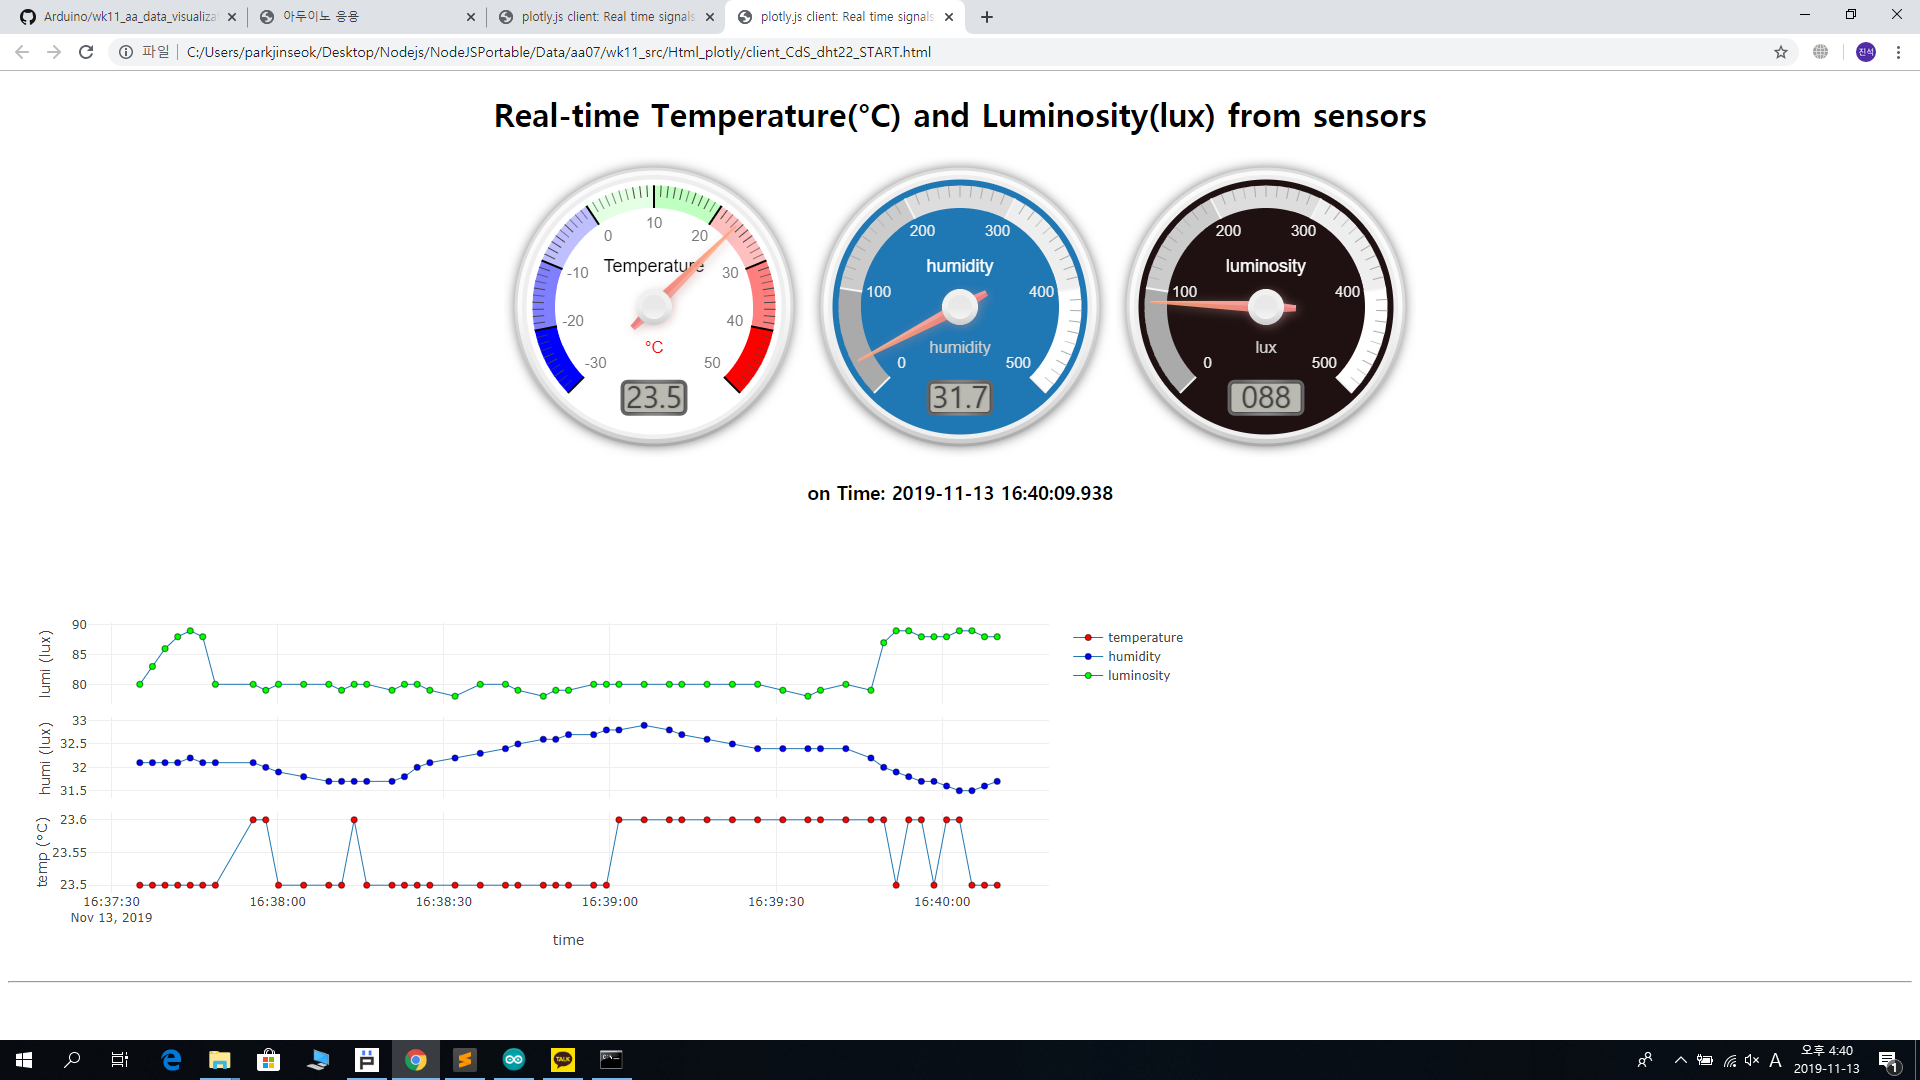 Arduino/wk11_aa_data_visualiza
아두이노 응용
plotly.js client: Real time signals
plotly.js client: Real time signals
파일
C:/Users/parkjinseok/Desktop/Nodejs/NodeJSPortable/Data/aa07/wk11_src/Html_plotly/client_CdS_dht22_START.html
진석
Real-time Temperature(°C) and Luminosity(lux) from sensors
-30 -20 -10 0 10 20 30 40 50
Temperature
°C
23.5
0 100 200 300 400 500
humidity
humidity
31.7
0 100 200 300 400 500
luminosity
lux
088
on Time: 2019-11-13 16:40:09.938
lumi (lux)
90
85
80
humi (lux)
33
32.5
32
31.5
temp (°C)
23.6
23.55
23.5
16:37:30 16:38:00 16:38:30 16:39:00 16:39:30 16:40:00
Nov 13, 2019
time
temperature
humidity
luminosity
TALK
A
오후 4:40
2019-11-13
1